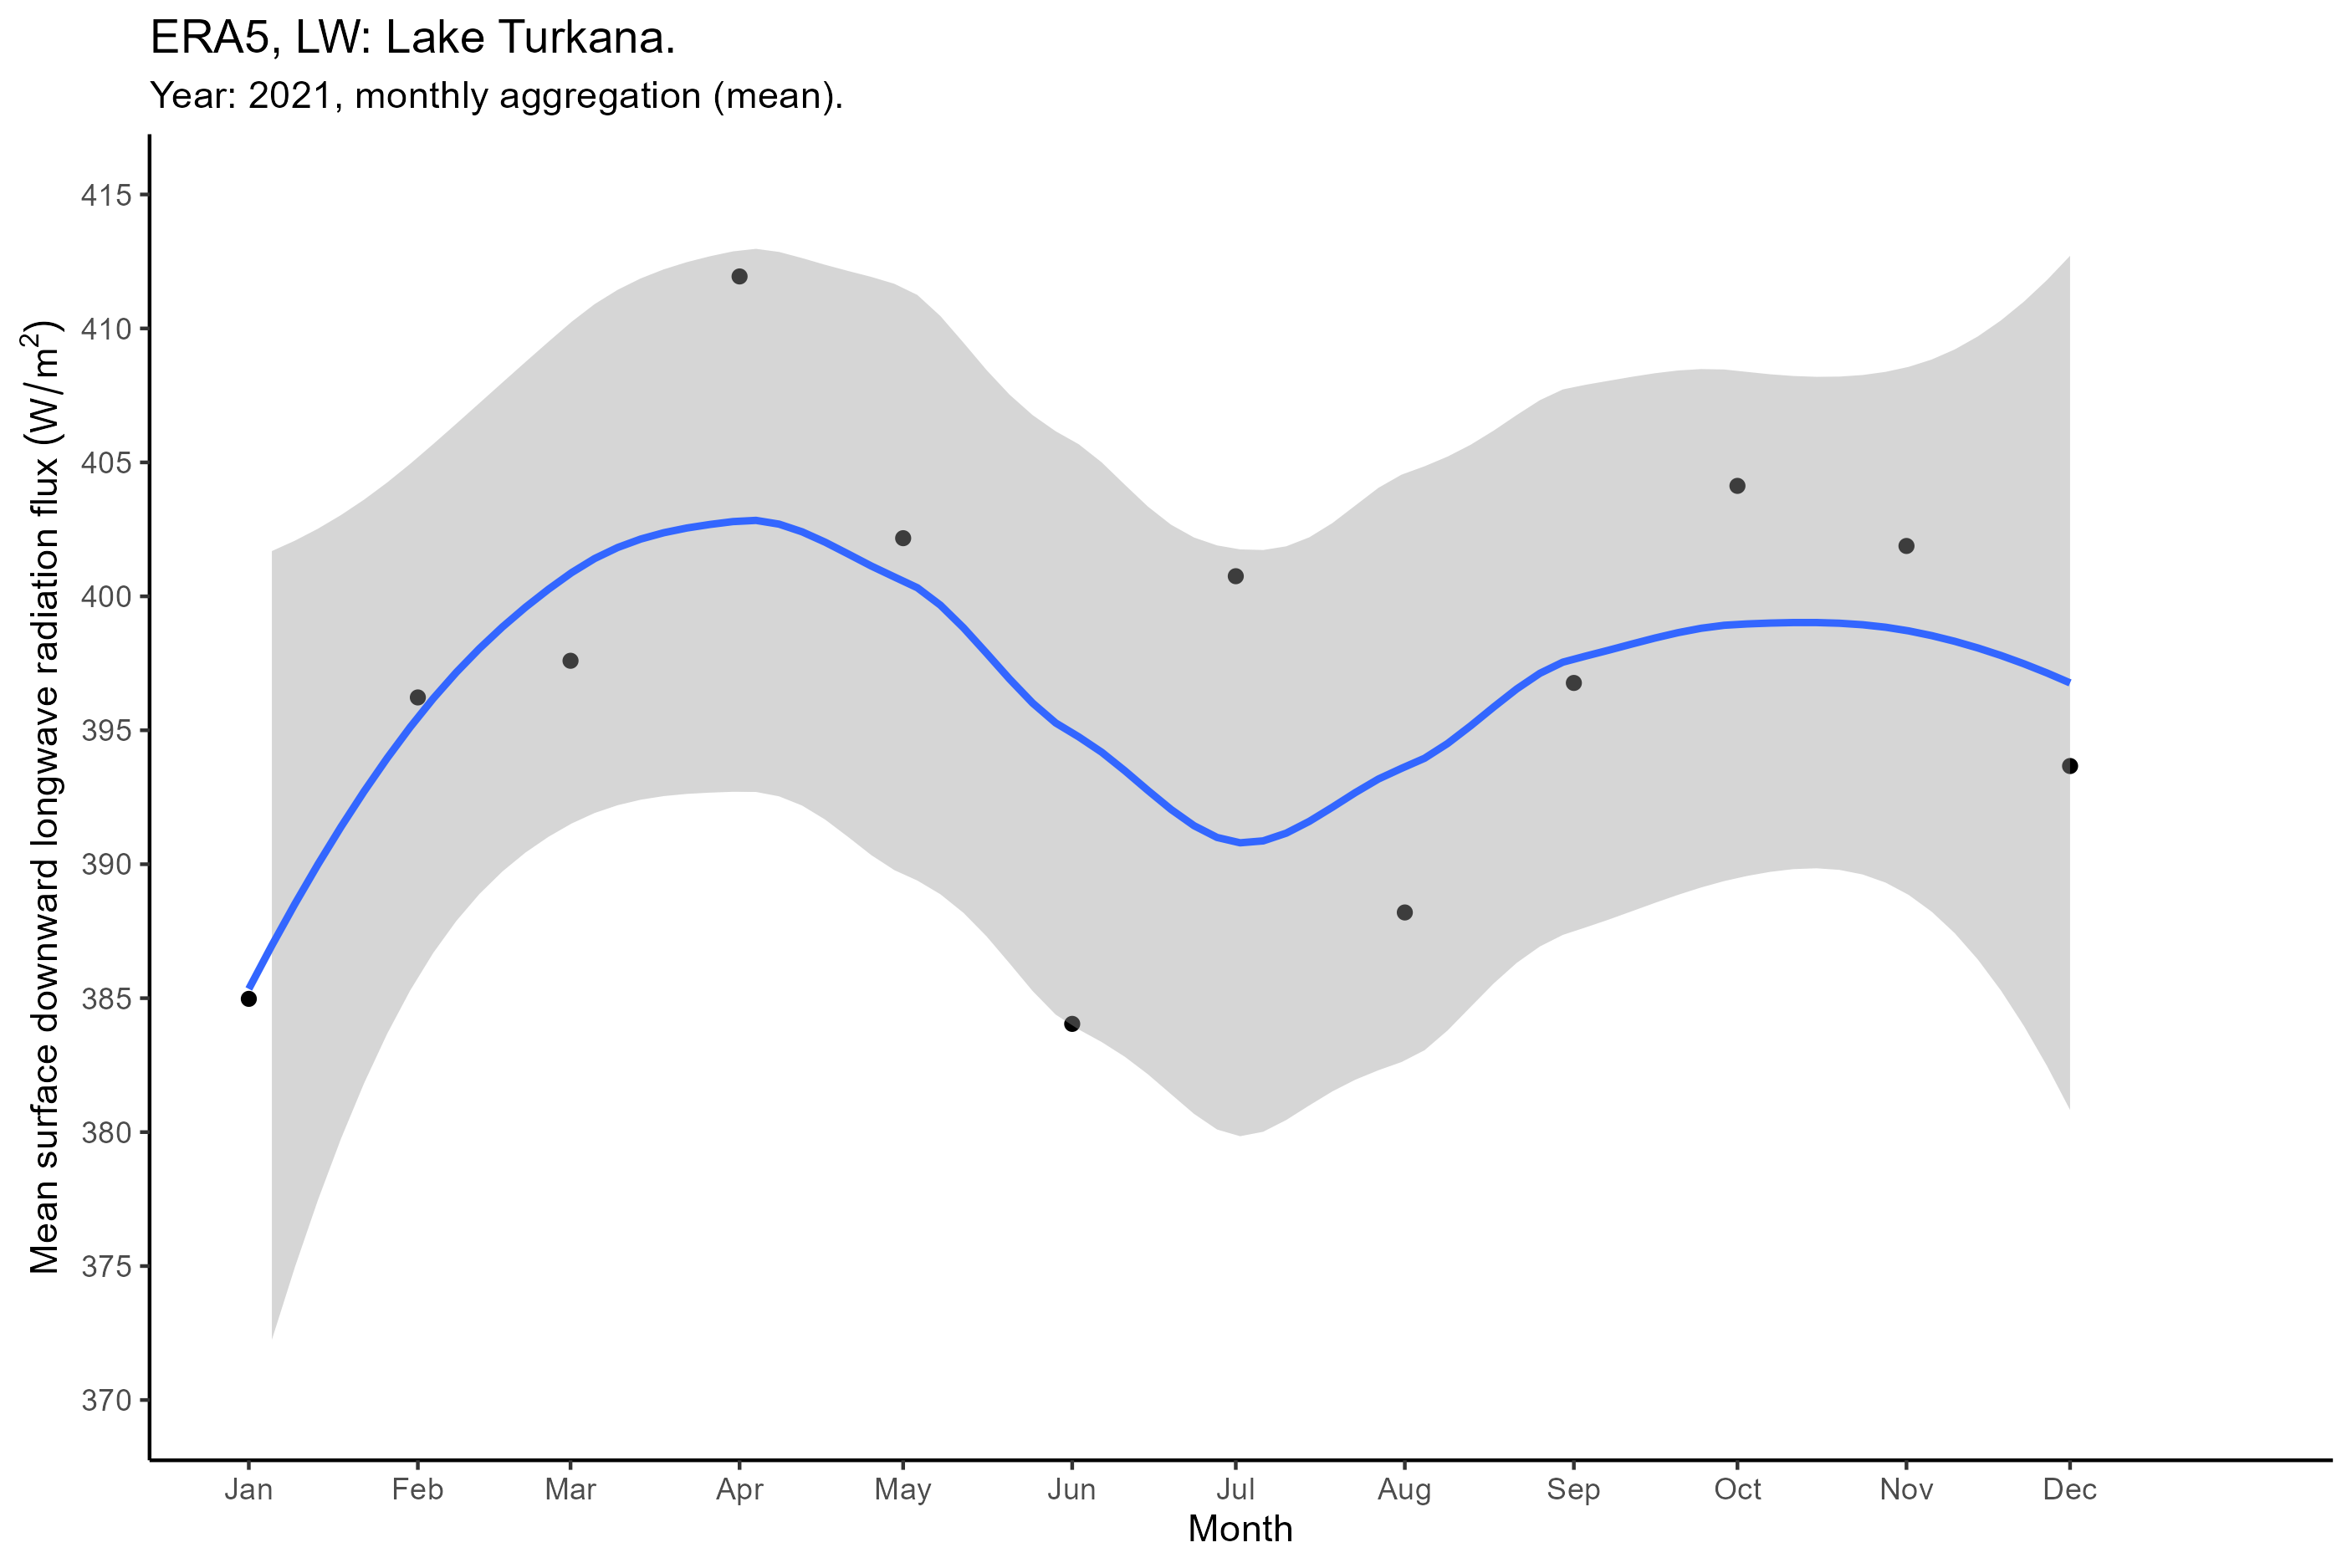 ERA5, LW: Lake Turkana.
Year: 2021, monthly aggregation (mean).
Mean surface downward longwave radiation flux (W/m²)
415
410
405
400
395
390
385
380
375
370
Jan Feb Mar Apr May Jun Jul Aug Sep Oct Nov Dec
Month